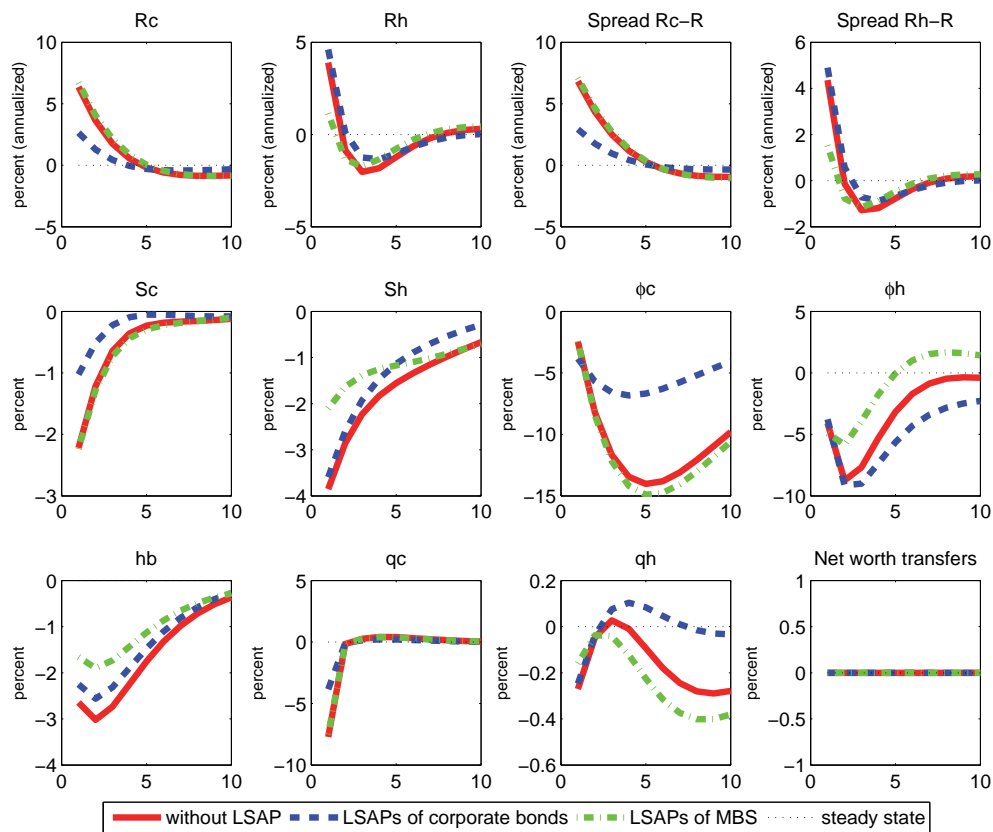 Rc Rh Spread Rc−R Spread Rh−R
percent (annualized) percent (annualized) percent (annualized) percent (annualized)
10 5 10 6
5 0 5 4
0 −5 0 2
−5 −5 0
−2
0 5 10 0 5 10 0 5 10 0 5 10
Sc Sh ϕc ϕh
percent percent percent percent
0 0 0 5
−1 −1 −5 0
−2 −2 −10 −5
−3 −3 −15 −10
−4
0 5 10 0 5 10 0 5 10 0 5 10
hb qc qh Net worth transfers
percent percent percent percent
0 5 0.2 1
−1 0 0 0.5
−2 −5 −0.2 0
−3 −10 −0.4 −0.5
−4 −0.6 −1
0 5 10 0 5 10 0 5 10 0 5 10
without LSAP LSAPs of corporate bonds LSAPs of MBS steady state